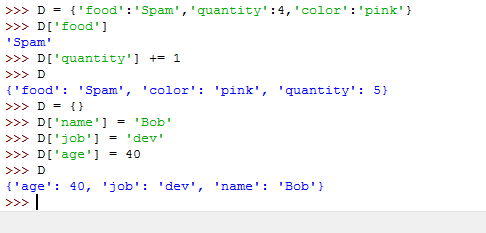 >>> D = {'food':'Spam','quantity':4,'color':'pink'}
>>> D['food']
'Spam'
>>> D['quantity'] += 1
>>> D
{'food': 'Spam', 'color': 'pink', 'quantity': 5}
>>> D = {}
>>> D['name'] = 'Bob'
>>> D['job'] = 'dev'
>>> D['age'] = 40
>>> D
{'age': 40, 'job': 'dev', 'name': 'Bob'}
>>>